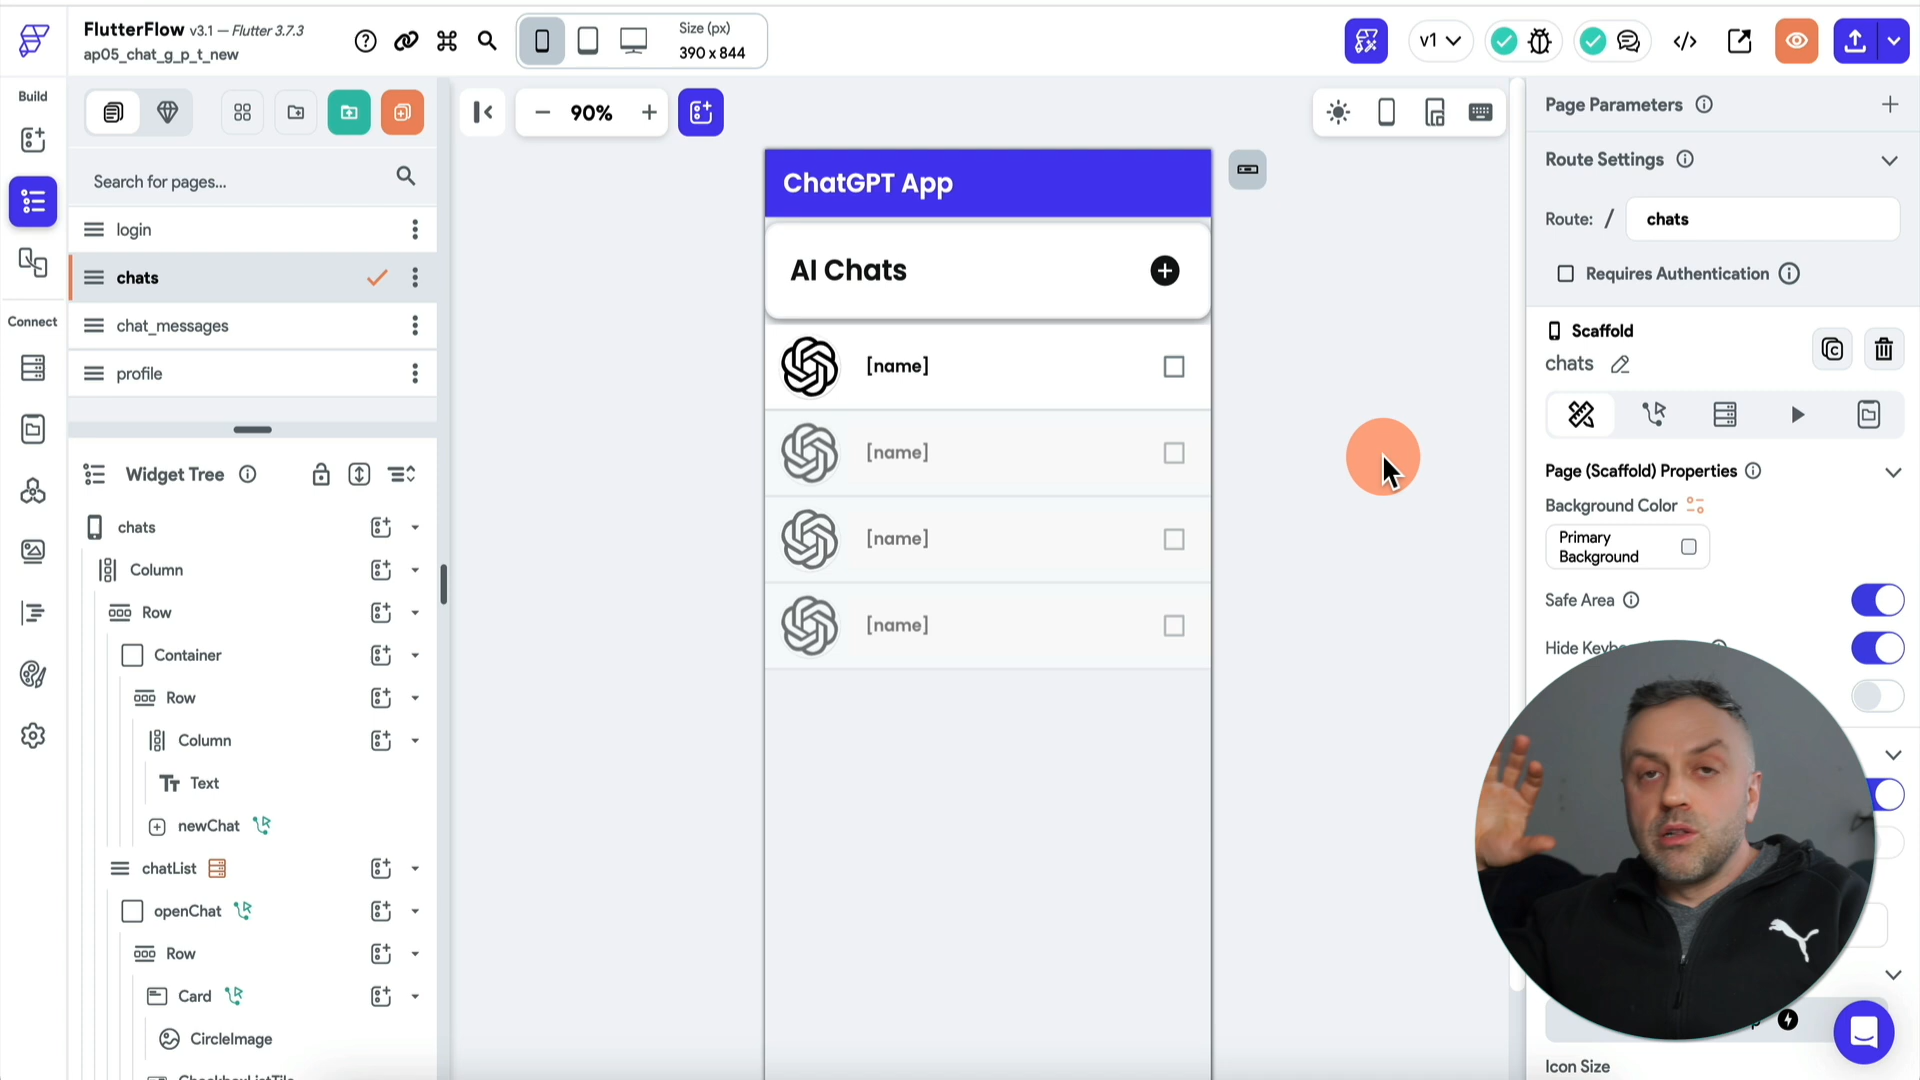 FlutterFlow v3.1 — Flutter 3.7.3
ap05_chat_g_p_t_new
Size (px)
390 x 844
v1
Build
90%
Page Parameters
Search for pages...
Route Settings
ChatGPT App
login
Route: / chats
AI Chats
chats
Requires Authentication
Connect
chat_messages
Scaffold
chats
profile
[name]
[name]
Widget Tree
Page (Scaffold) Properties
Background Color
chats
Primary
Background
[name]
Column
Safe Area
Row
[name]
Container
Row
Column
Text
newChat
chatList
openChat
Row
Card
CircleImage
Icon Size